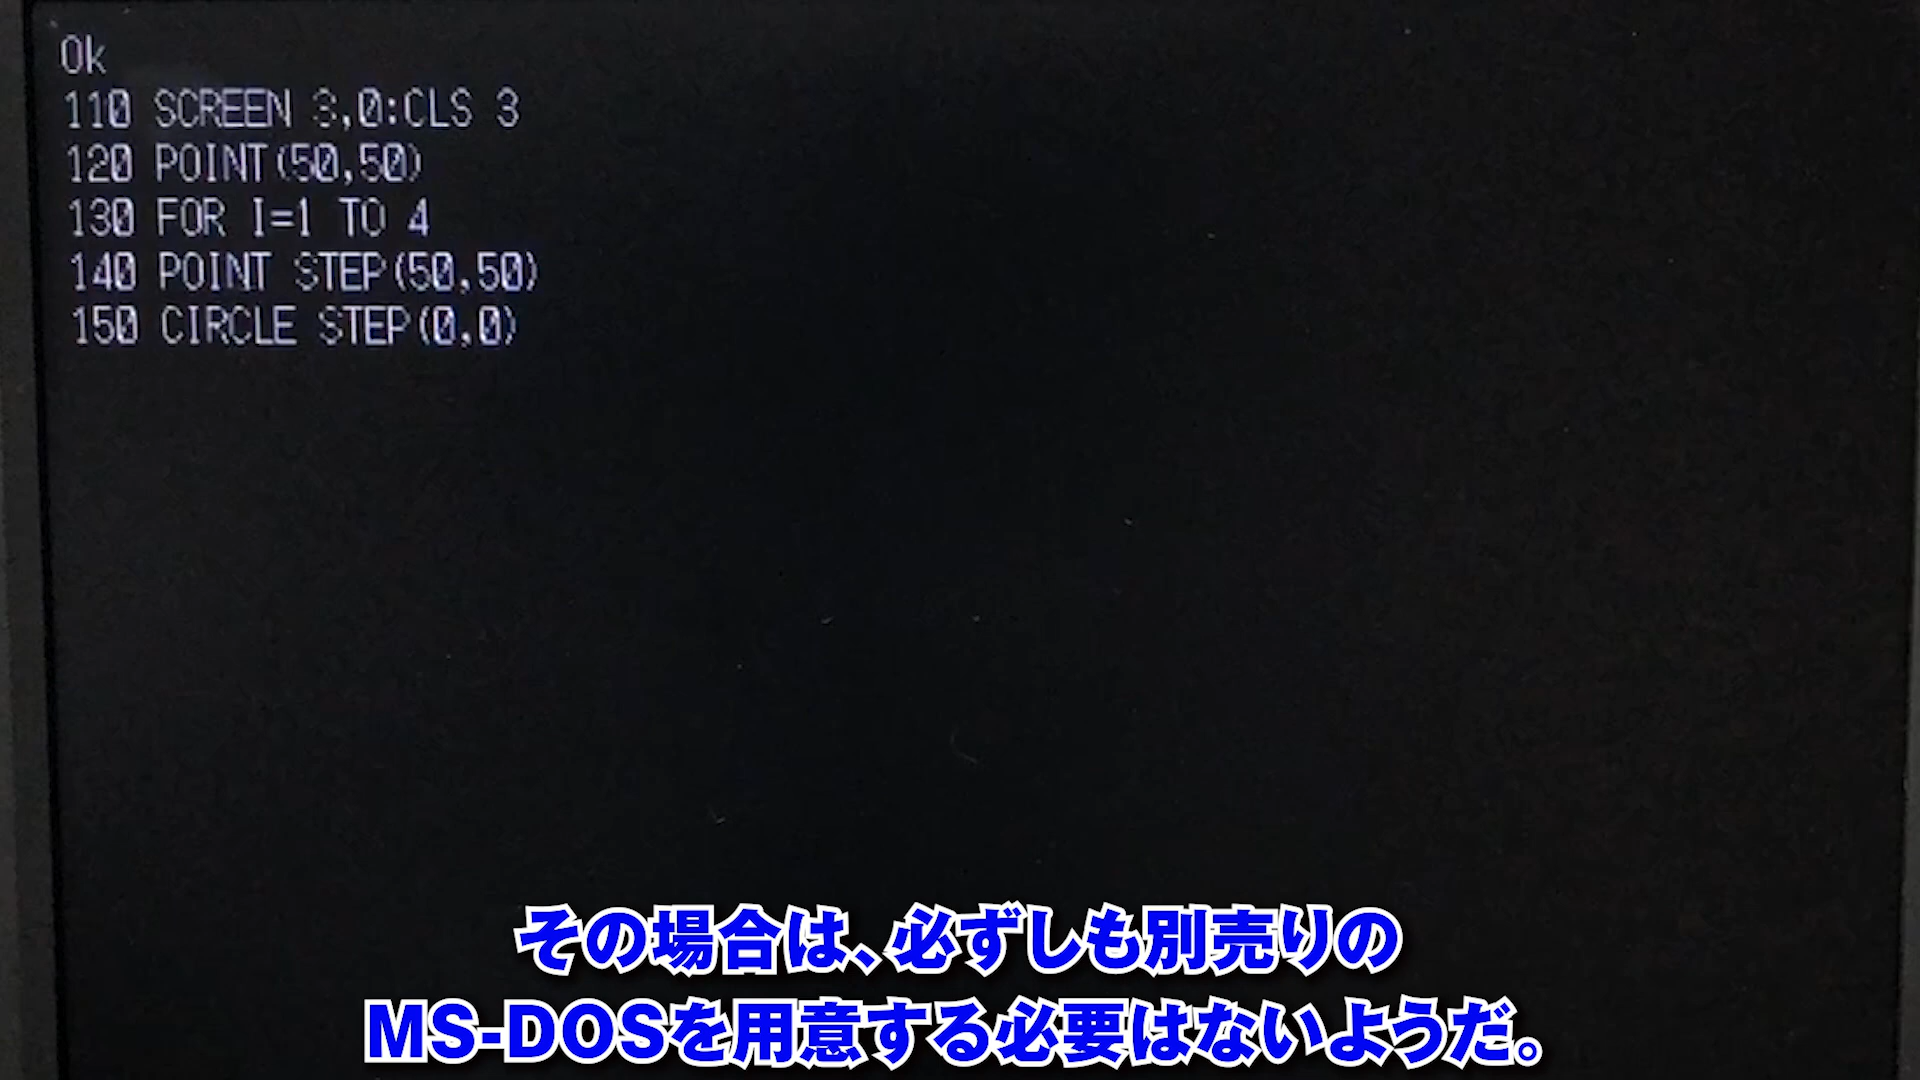 Ok
110 SCREEN 3,0:CLS 3
120 POINT(50,50)
130 FOR I=1 TO 4
140 POINT STEP(50,50)
150 CIRCLE STEP(0,0)
その場合は、必ずしも別売りの
MS-DOSを用意する必要はないようだ。